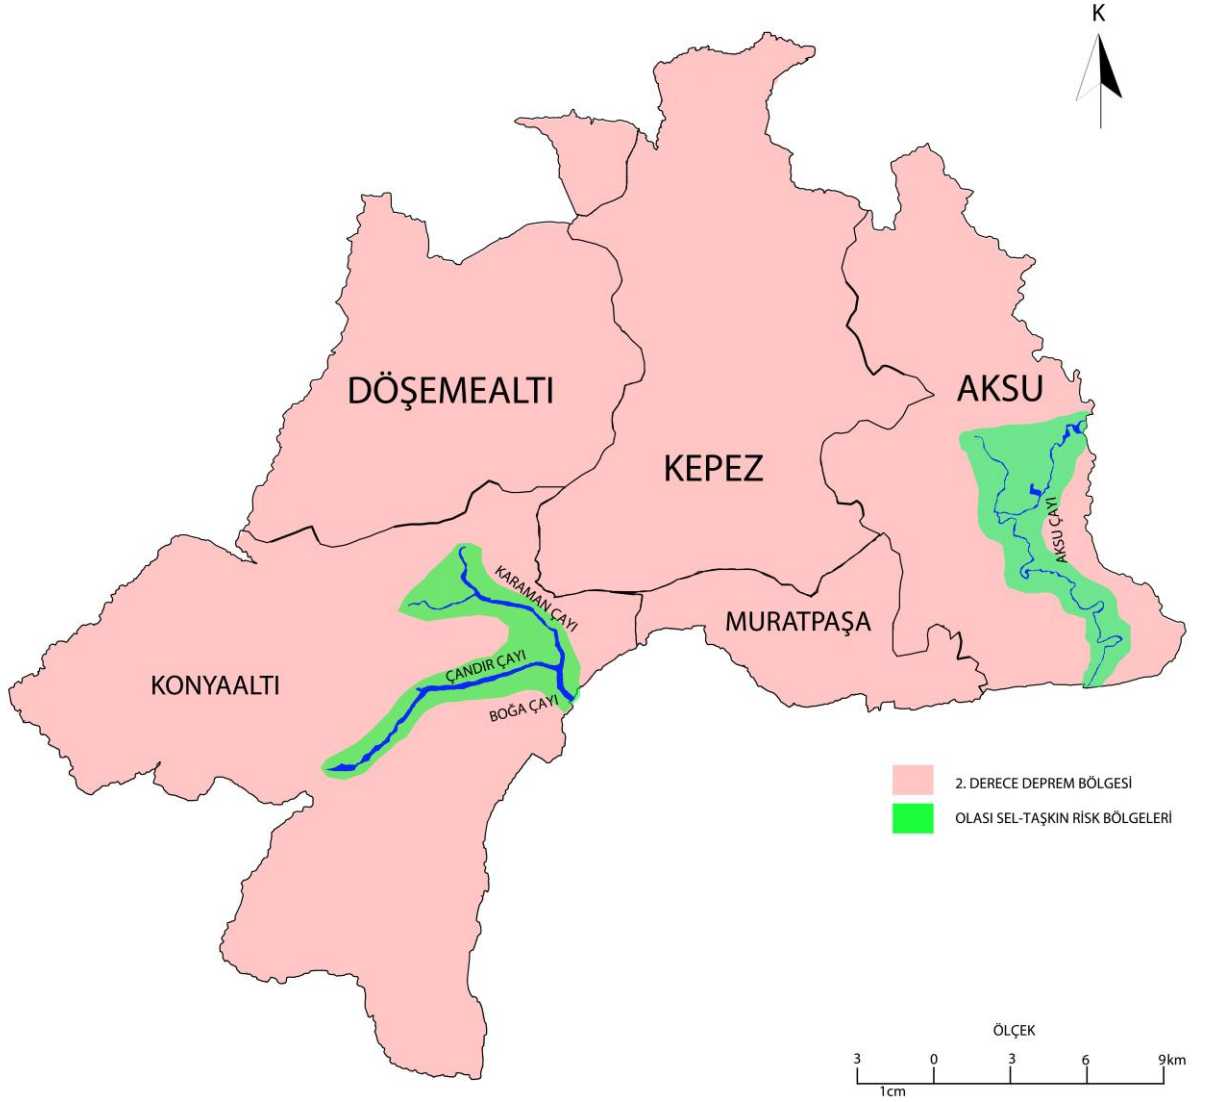 K
DÖŞEMEALTI
AKSU
KEPEZ
AKSU ÇAYI
KARAMAN ÇAYI
MURATPAŞA
ÇANDIR ÇAYI
KONYAALTI
BOĞA ÇAYI
2. DERECE DEPREM BÖLGESİ
OLASI SEL-TAŞKIN RİSK BÖLGELERİ
ÖLÇEK
3 0 3 6 9km
1cm